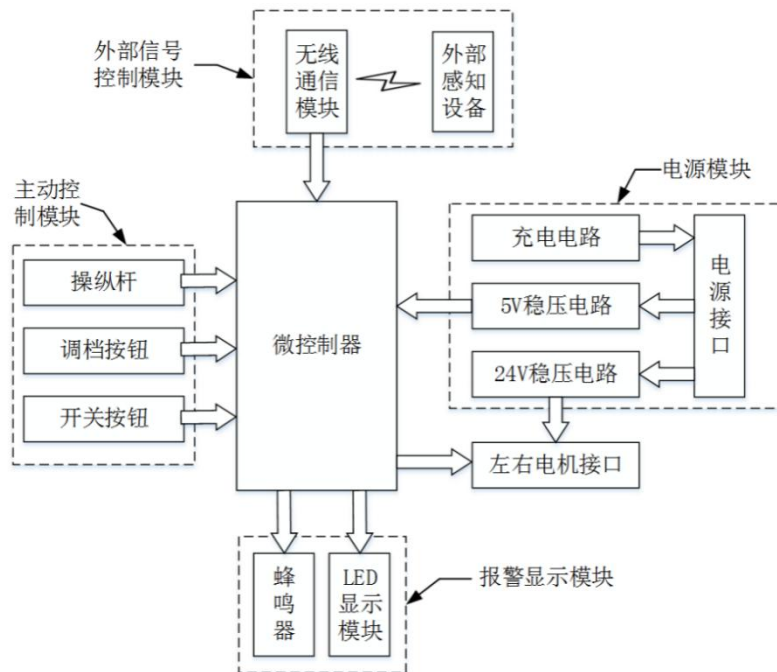 外部信号
控制模块
无线
通信
模块
外部
感知
设备
主动控
制模块
电源模块
操纵杆
调档按钮
开关按钮
微控制器
充电电路
5V稳压电路
24V稳压电路
电
源
接
口
左右电机接口
蜂
鸣
器
LED
显示
模块
报警显示模块